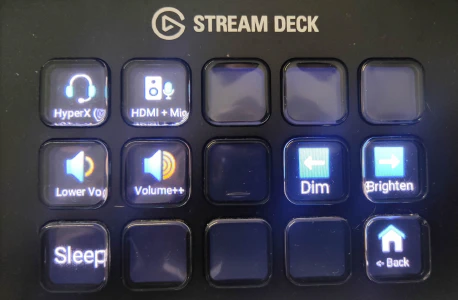 STREAM DECK
HyperX
HDMI + Mic
Lower Vo
Volume++
Dim
Brighten
Sleep
<- Back